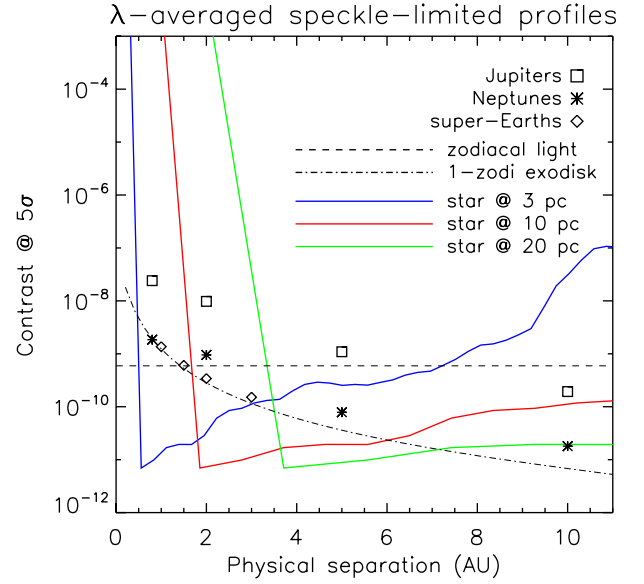 λ-averaged speckle-limited profiles
Contrast @ 5σ
10⁻⁴
10⁻⁶
10⁻⁸
10⁻¹⁰
10⁻¹²
Jupiters
Neptunes
super-Earths
zodiacal light
1-zodi exodisk
star @ 3 pc
star @ 10 pc
star @ 20 pc
0 2 4 6 8 10
Physical separation (AU)